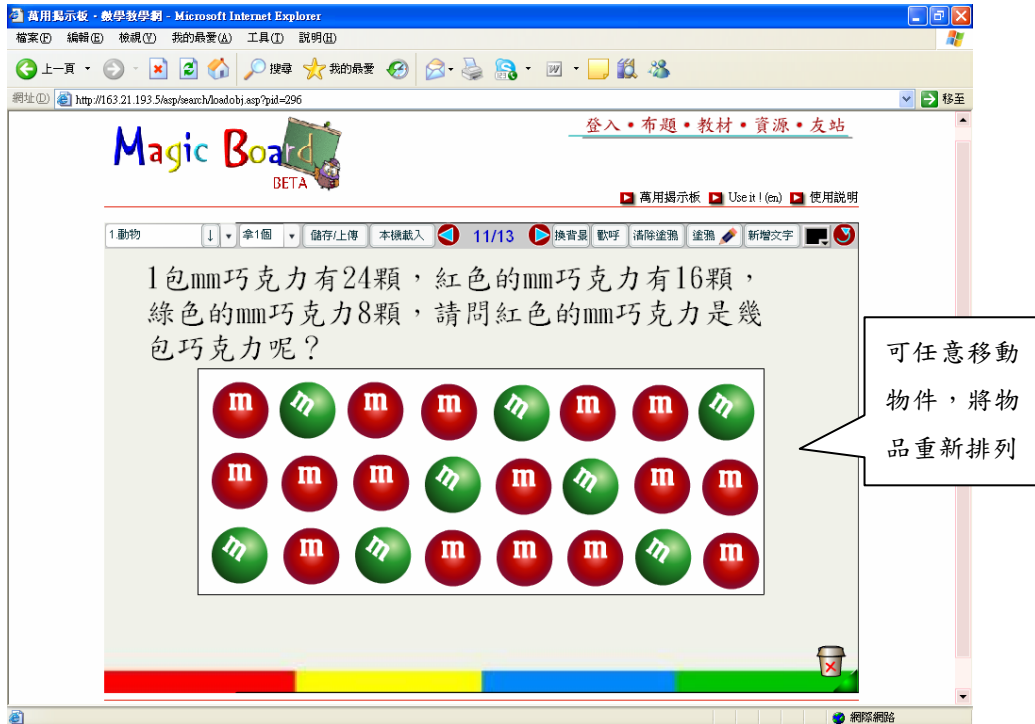 萬用揭示板 - 數學教學網 - Microsoft Internet Explorer
檔案(F) 編輯(E) 檢視(V) 我的最愛(A) 工具(T) 說明(H)
上一頁 搜尋 我的最愛
網址(D) http://163.21.193.5/asp/search/loadobj.asp?pid=296 移至
Magic Board
BETA
登入•布題•教材•資源•友站
萬用揭示板 Use it ! (en) 使用說明
1.動物 ↓ 拿1個 儲存/上傳 本機載入 11/13 換背景 歡呼 清除塗鴉 塗鴉 新增文字
1包mm巧克力有24顆，紅色的mm巧克力有16顆，
綠色的mm巧克力8顆，請問紅色的mm巧克力是幾
包巧克力呢？
m m m m m m m m
m m m m m m m m
m m m m m m m m
可任意移動
物件，將物
品重新排列
網際網路